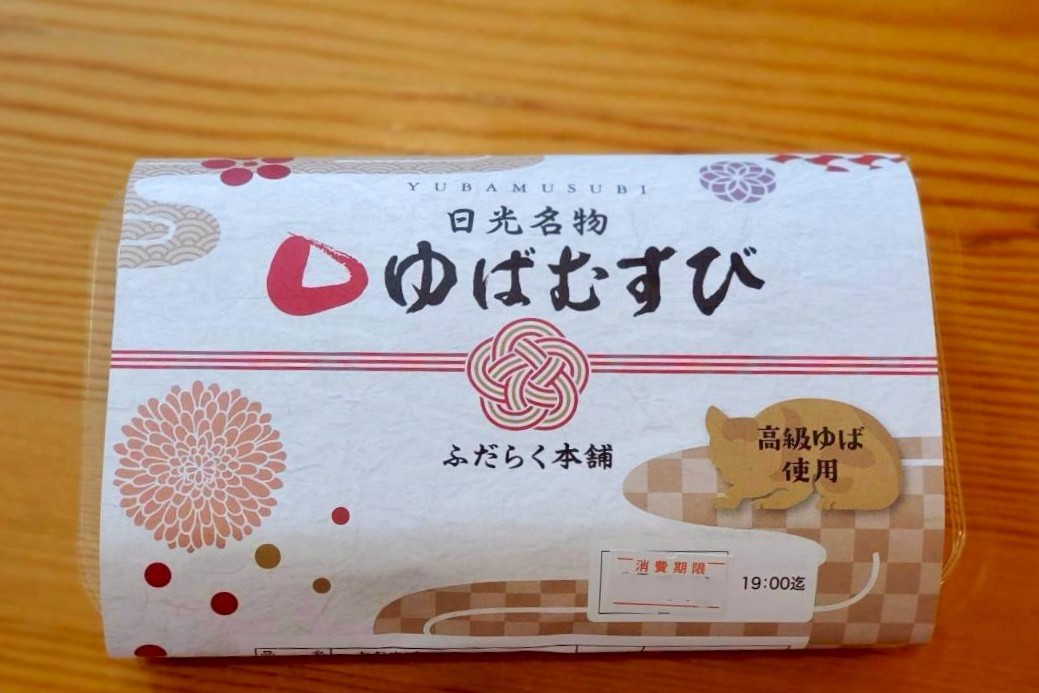 YUBAMUSUBI
日光名物
ゆばむすび
ふだらく本舗
高級ゆば
使用
消費期限
19:00迄